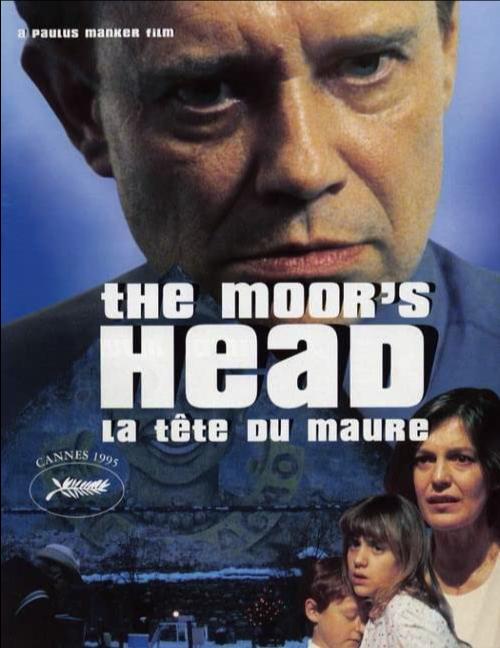 a PAULUS MANKER FILM
THE MOOR'S
HEAD
LA TÊTE DU MAURE
CANNES 1995